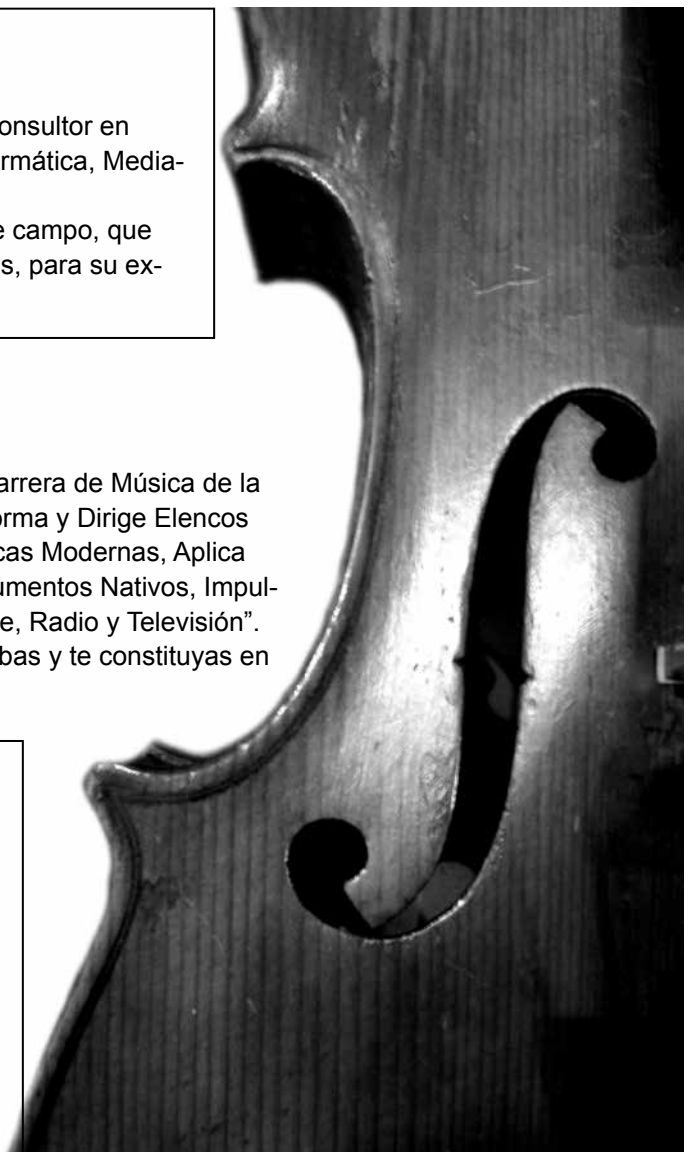 onsultor en
rmática, Media-
e campo, que
s, para su ex-
arrera de Música de la
orma y Dirige Elencos
cas Modernas, Aplica
umentos Nativos, Impul-
e, Radio y Televisión”.
bas y te constituyas en